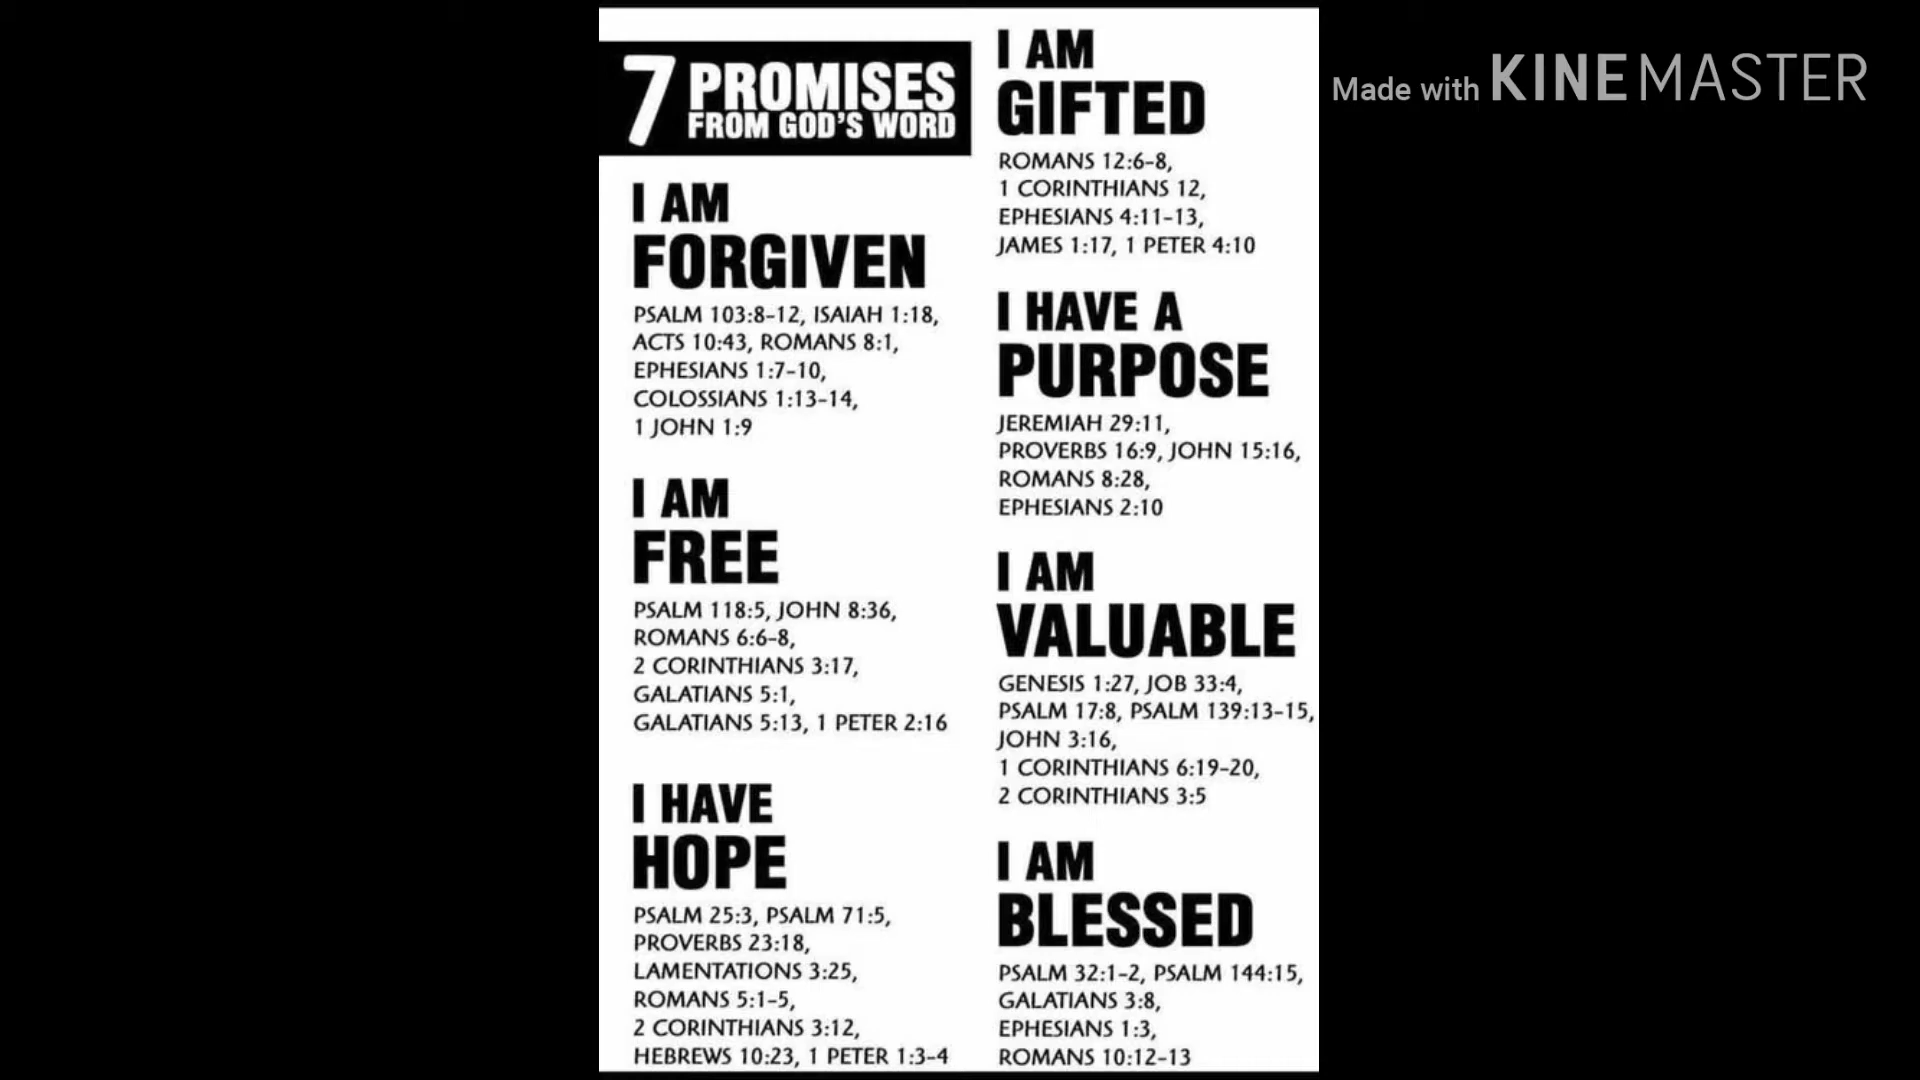 7 PROMISES
FROM GOD'S WORD
I AM
FORGIVEN
PSALM 103:8-12, ISAIAH 1:18,
ACTS 10:43, ROMANS 8:1,
EPHESIANS 1:7-10,
COLOSSIANS 1:13-14,
1 JOHN 1:9
I AM
FREE
PSALM 118:5, JOHN 8:36,
ROMANS 6:6-8,
2 CORINTHIANS 3:17,
GALATIANS 5:1,
GALATIANS 5:13, 1 PETER 2:16
I HAVE
HOPE
PSALM 25:3, PSALM 71:5,
PROVERBS 23:18,
LAMENTATIONS 3:25,
ROMANS 5:1-5,
2 CORINTHIANS 3:12,
HEBREWS 10:23, 1 PETER 1:3-4
I AM
GIFTED
ROMANS 12:6-8,
1 CORINTHIANS 12,
EPHESIANS 4:11-13,
JAMES 1:17, 1 PETER 4:10
I HAVE A
PURPOSE
JEREMIAH 29:11,
PROVERBS 16:9, JOHN 15:16,
ROMANS 8:28,
EPHESIANS 2:10
I AM
VALUABLE
GENESIS 1:27, JOB 33:4,
PSALM 17:8, PSALM 139:13-15,
JOHN 3:16,
1 CORINTHIANS 6:19-20,
2 CORINTHIANS 3:5
I AM
BLESSED
PSALM 32:1-2, PSALM 144:15,
GALATIANS 3:8,
EPHESIANS 1:3,
ROMANS 10:12-13
Made with KINEMASTER